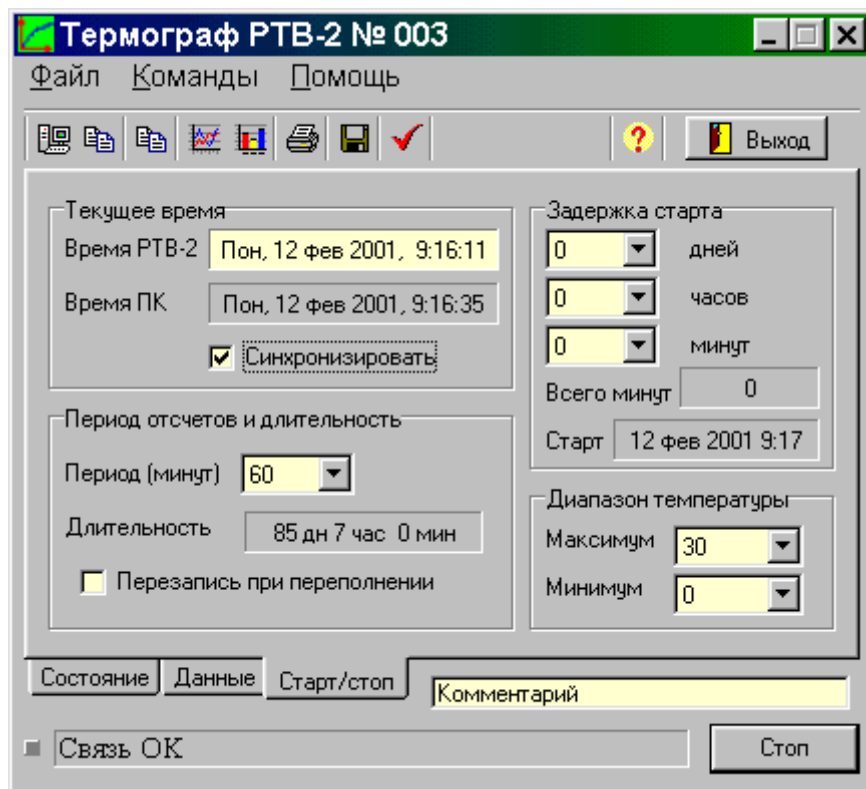 Термограф РТВ-2 № 003
Файл Команды Помощь
? Выход
Текущее время
Время РТВ-2 Пон, 12 фев 2001, 9:16:11
Время ПК Пон, 12 фев 2001, 9:16:35
Синхронизировать
Период отсчетов и длительность
Период (минут) 60
Длительность 85 дн 7 час 0 мин
Перезапись при переполнении
Задержка старта
0 дней
0 часов
0 минут
Всего минут 0
Старт 12 фев 2001 9:17
Диапазон температуры
Максимум 30
Минимум 0
Состояние Данные Старт/стоп
Комментарий
Связь ОК Стоп